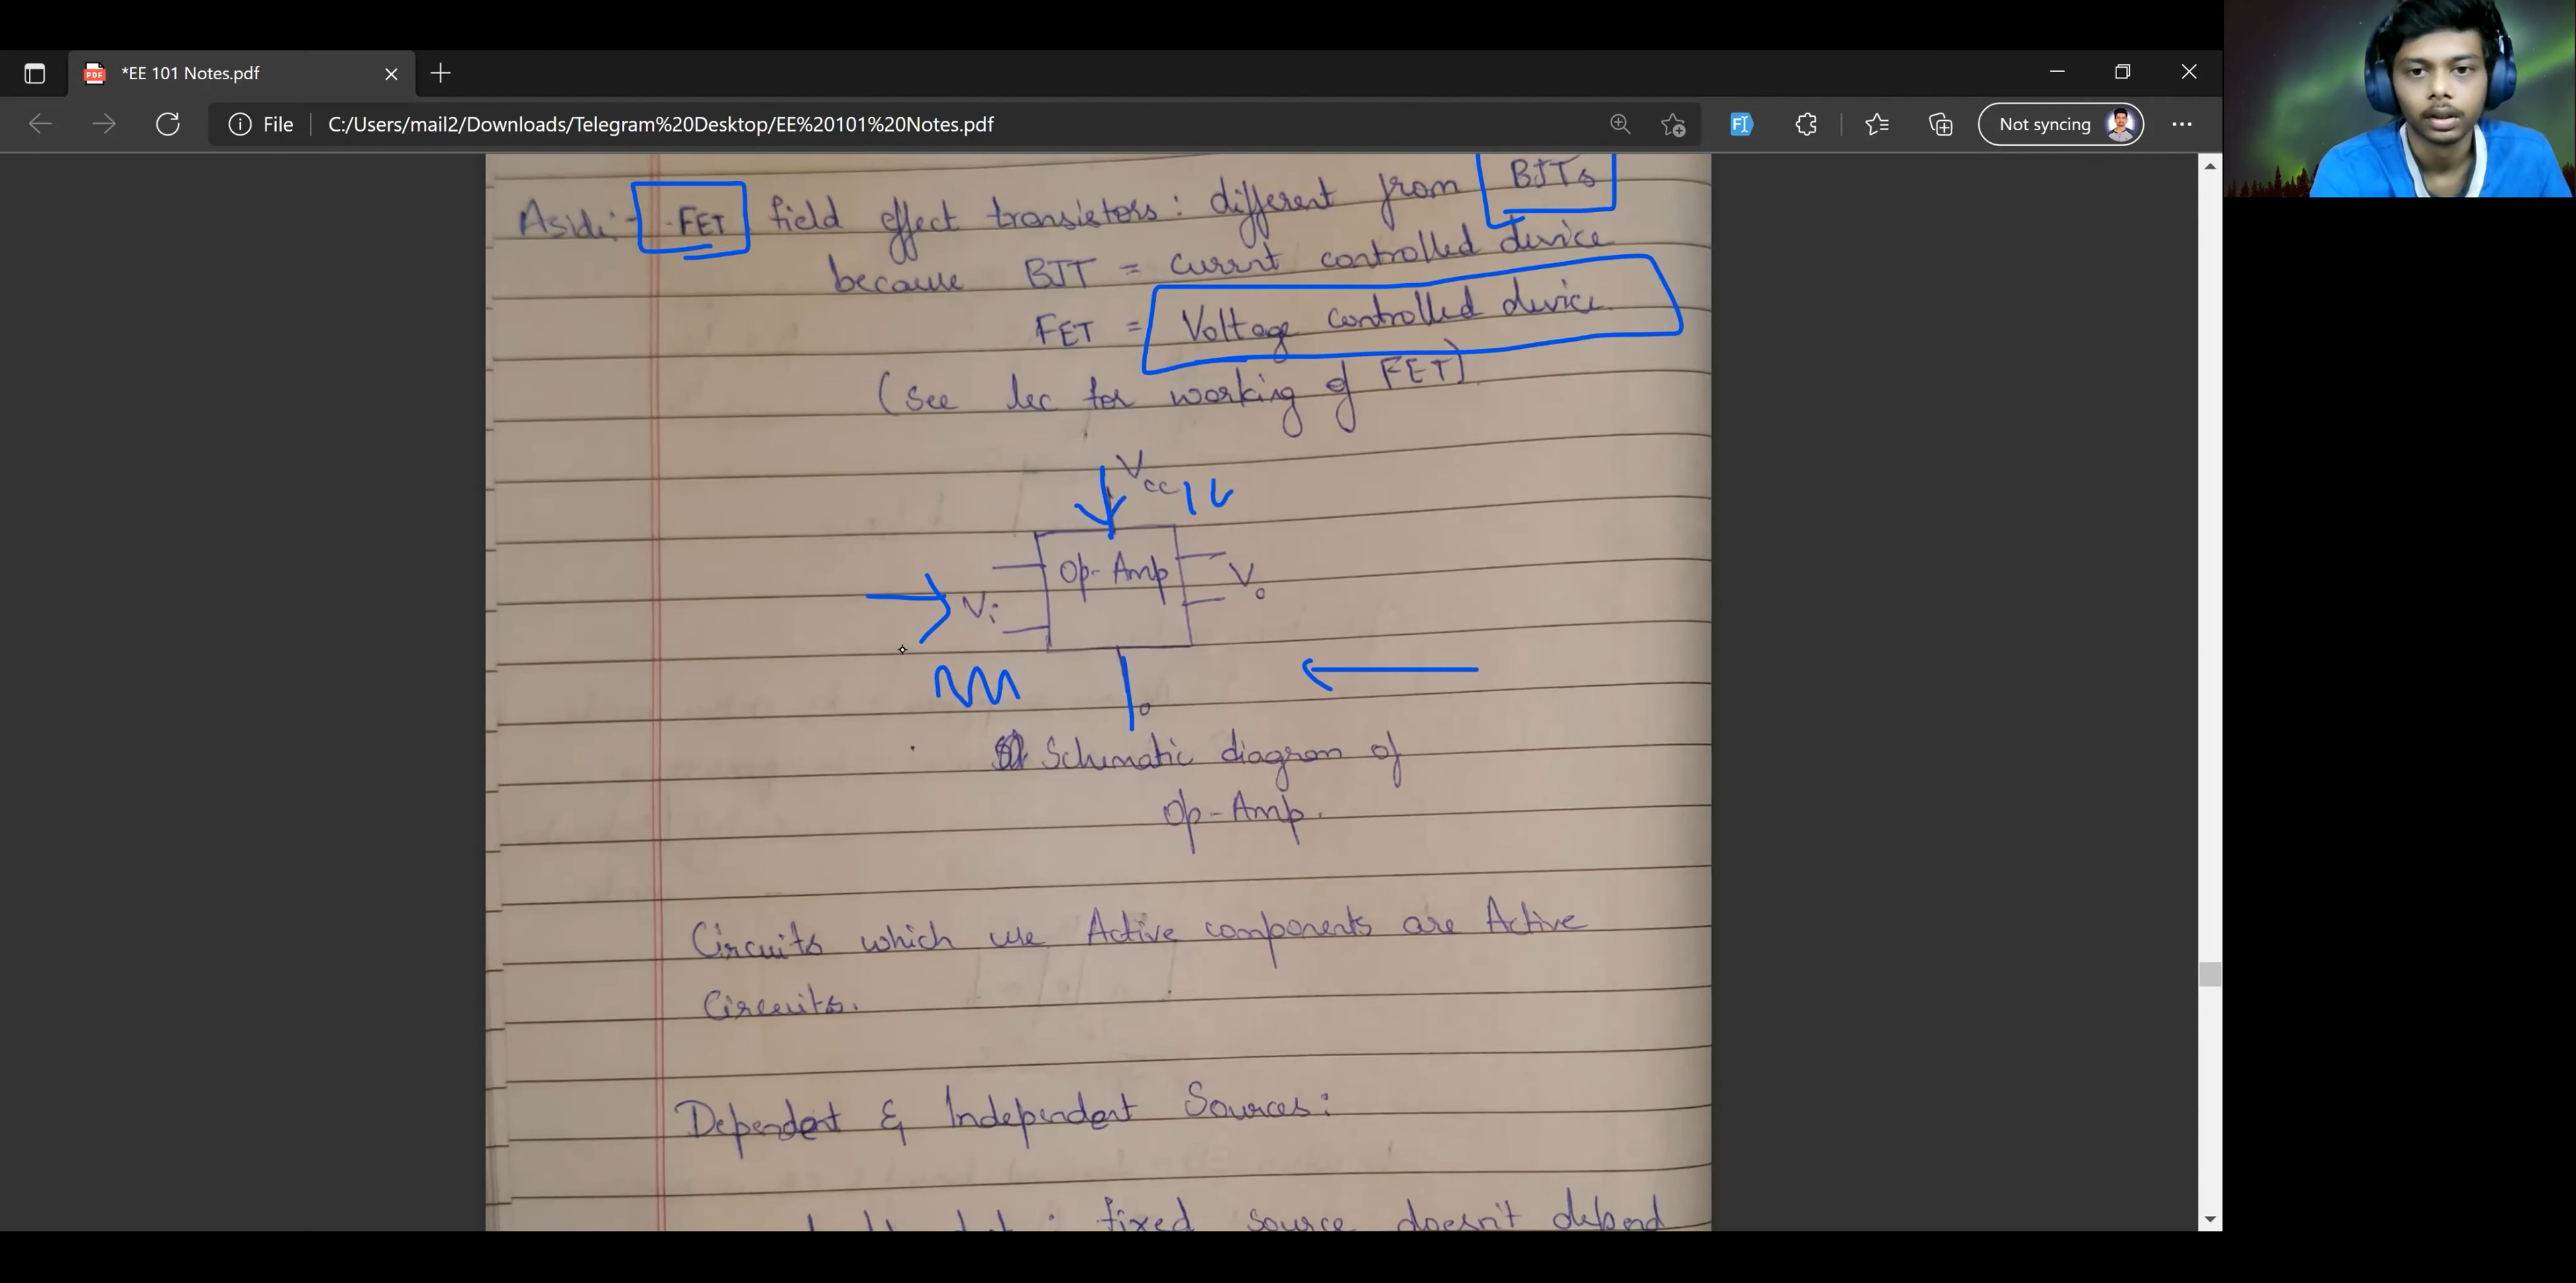 *EE 101 Notes.pdf
File C:/Users/mail2/Downloads/Telegram%20Desktop/EE%20101%20Notes.pdf Not syncing
Aside:- FET field effect transistors: different from BJTs
because BJT = current controlled device
FET = Voltage controlled device.
(see lec for working of FET)
Vcc
Op-Amp
Vi
Vo
Schematic diagram of
Op-Amp.
Circuits which use Active components are Active
Circuits.
Dependent & Independent Sources:
: fixed source doesn't depend